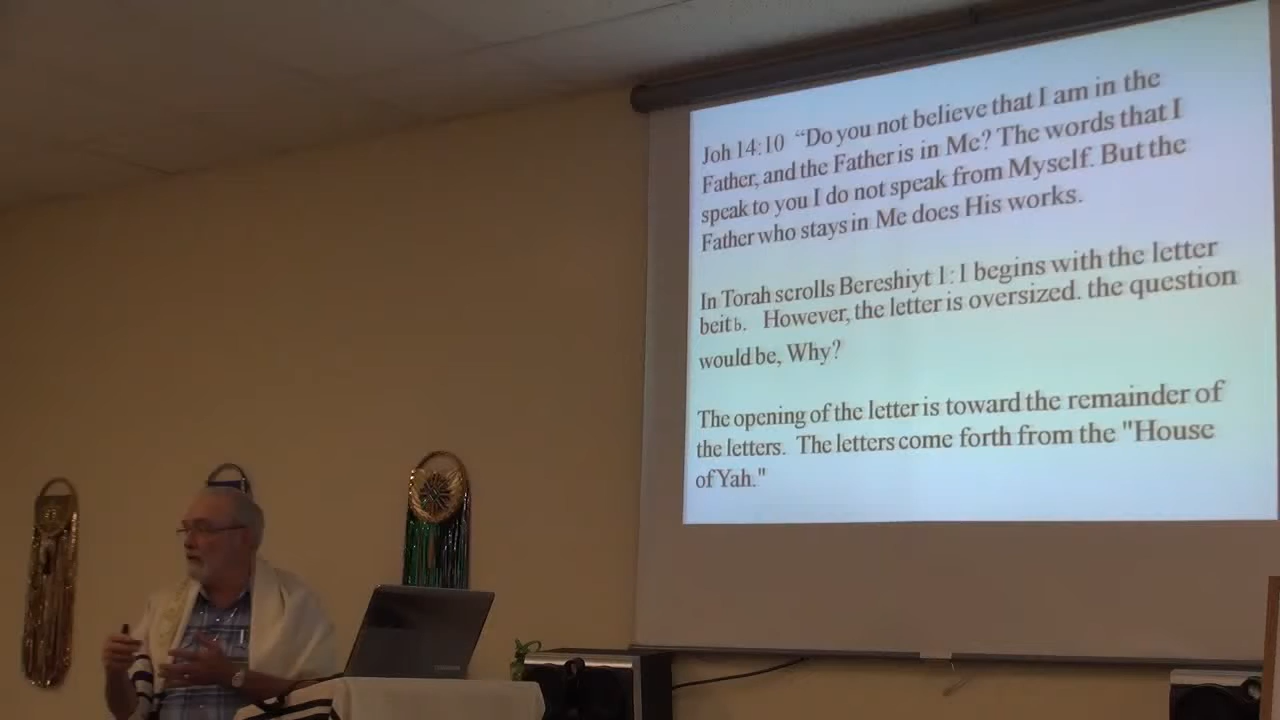 Joh 14:10 “Do you not believe that I am in the
Father, and the Father is in Me? The words that I
speak to you I do not speak from Myself. But the
Father who stays in Me does His works.
In Torah scrolls Bereshiyt 1:1 begins with the letter
beit b. However, the letter is oversized. the question
would be, Why?
The opening of the letter is toward the remainder of
the letters. The letters come forth from the "House
of Yah."